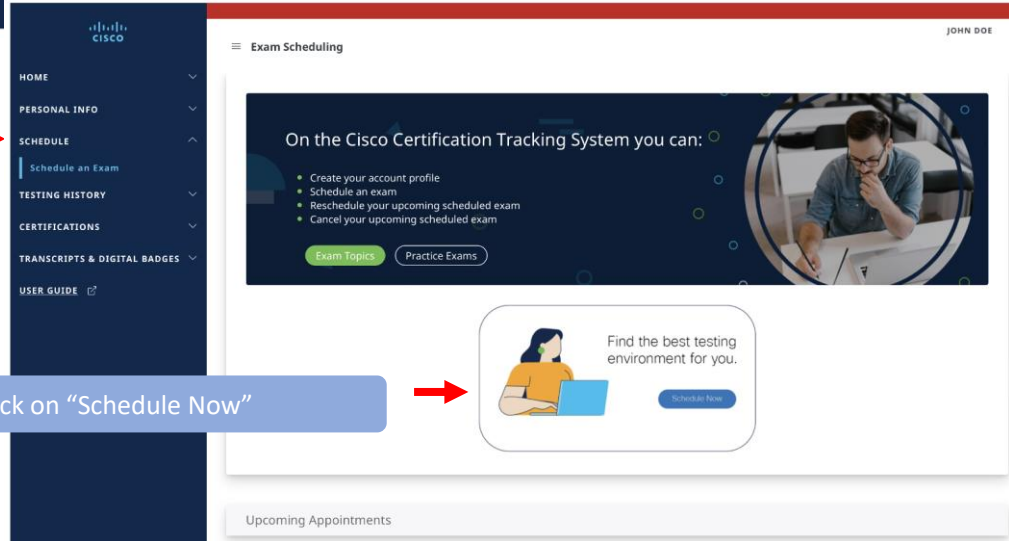 CISCO
HOME
PERSONAL INFO
SCHEDULE
Schedule an Exam
TESTING HISTORY
CERTIFICATIONS
TRANSCRIPTS & DIGITAL BADGES
USER GUIDE
JOHN DOE
Exam Scheduling
On the Cisco Certification Tracking System you can:
Create your account profile
Schedule an exam
Reschedule your upcoming scheduled exam
Cancel your upcoming scheduled exam
Exam Topics
Practice Exams
Find the best testing
environment for you.
Schedule Now
ck on “Schedule Now”
Upcoming Appointments